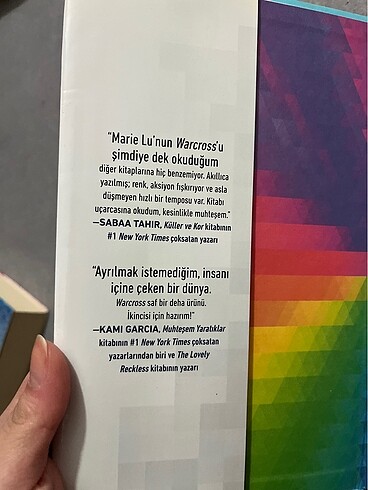 "Marie Lu'nun Warcross'u
şimdiye dek okuduğum
diğer kitaplarına hiç benzemiyor. Akıllıca
yazılmış; renk, aksiyon fışkırıyor ve asla
düşmeyen hızlı bir temposu var. Kitabı
uçarcasına okudum, kesinlikle muhteşem."
—SABAA TAHIR, Küller ve Kor kitabının
#1 New York Times çoksatan yazarı
"Ayrılmak istemediğim, insanı
içine çeken bir dünya.
Warcross saf bir deha ürünü.
İkincisi için hazırım!"
—KAMI GARCIA, Muhteşem Yaratıklar
kitabının #1 New York Times çoksatan
yazarlarından biri ve The Lovely
Reckless kitabının yazarı